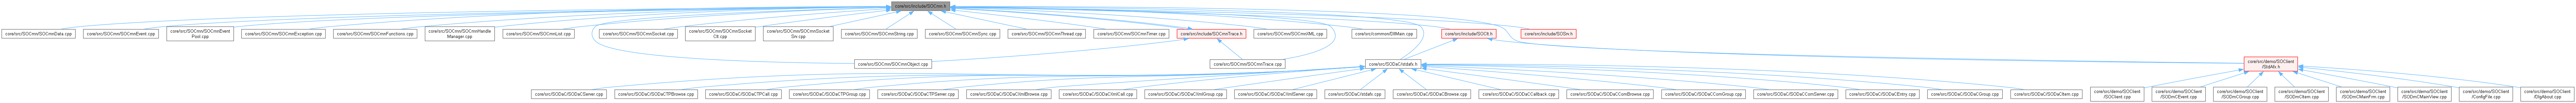 core/src/include/SOCmn.h
core/src/SOCmn/SOCmnData.cpp
core/src/SOCmn/SOCmnEvent.cpp
core/src/SOCmn/SOCmnEvent
Pool.cpp
core/src/SOCmn/SOCmnException.cpp
core/src/SOCmn/SOCmnFunctions.cpp
core/src/SOCmn/SOCmnHandle
Manager.cpp
core/src/SOCmn/SOCmnList.cpp
core/src/SOCmn/SOCmnSocket.cpp
core/src/SOCmn/SOCmnSocket
Clt.cpp
core/src/SOCmn/SOCmnSocket
Srv.cpp
core/src/SOCmn/SOCmnString.cpp
core/src/SOCmn/SOCmnSync.cpp
core/src/SOCmn/SOCmnThread.cpp
core/src/SOCmn/SOCmnTimer.cpp
core/src/include/SOCmnTrace.h
core/src/SOCmn/SOCmnXML.cpp
core/src/common/DllMain.cpp
core/src/include/SOClt.h
core/src/include/SOSrv.h
core/src/SOCmn/SOCmnObject.cpp
core/src/SOCmn/SOCmnTrace.cpp
core/src/SODaC/stdafx.h
core/src/demo/SOClient
/StdAfx.h
core/src/SODaC/SODaCServer.cpp
core/src/SODaC/SODaCTPBrowse.cpp
core/src/SODaC/SODaCTPCall.cpp
core/src/SODaC/SODaCTPGroup.cpp
core/src/SODaC/SODaCTPServer.cpp
core/src/SODaC/SODaCXmlBrowse.cpp
core/src/SODaC/SODaCXmlCall.cpp
core/src/SODaC/SODaCXmlGroup.cpp
core/src/SODaC/SODaCXmlServer.cpp
core/src/SODaC/stdafx.cpp
core/src/SODaC/SODaCBrowse.cpp
core/src/SODaC/SODaCCallback.cpp
core/src/SODaC/SODaCComBrowse.cpp
core/src/SODaC/SODaCComGroup.cpp
core/src/SODaC/SODaCComServer.cpp
core/src/SODaC/SODaCEntry.cpp
core/src/SODaC/SODaCGroup.cpp
core/src/SODaC/SODaCItem.cpp
core/src/demo/SOClient
/SOClient.cpp
core/src/demo/SOClient
/SODmCEvent.cpp
core/src/demo/SOClient
/SODmCGroup.cpp
core/src/demo/SOClient
/SODmCItem.cpp
core/src/demo/SOClient
/SODmCMainFrm.cpp
core/src/demo/SOClient
/SODmCMainView.cpp
core/src/demo/SOClient
/ConfigFile.cpp
core/src/demo/SOClient
/DlgAbout.cpp